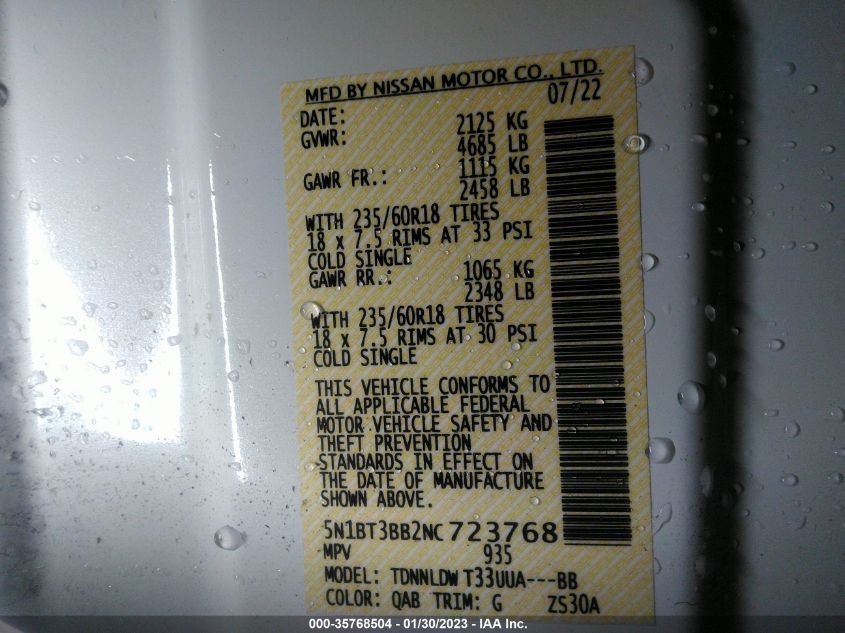 MFD BY NISSAN MOTOR CO., LTD.
DATE: 07/22
GVWR: 2125 KG
4685 LB
GAWR FR.: 1115 KG
2458 LB
WITH 235/60R18 TIRES
18 x 7.5 RIMS AT 33 PSI
COLD SINGLE
GAWR RR.: 1065 KG
2348 LB
WITH 235/60R18 TIRES
18 x 7.5 RIMS AT 30 PSI
COLD SINGLE
THIS VEHICLE CONFORMS TO
ALL APPLICABLE FEDERAL
MOTOR VEHICLE SAFETY AND
THEFT PREVENTION
STANDARDS IN EFFECT ON
THE DATE OF MANUFACTURE
SHOWN ABOVE.
5N1BT3BB2NC723768
MPV 935
MODEL: TDNNLDW T33UUA---BB
COLOR: QAB TRIM: G ZS30A
000-35768504 - 01/30/2023 - IAA Inc.